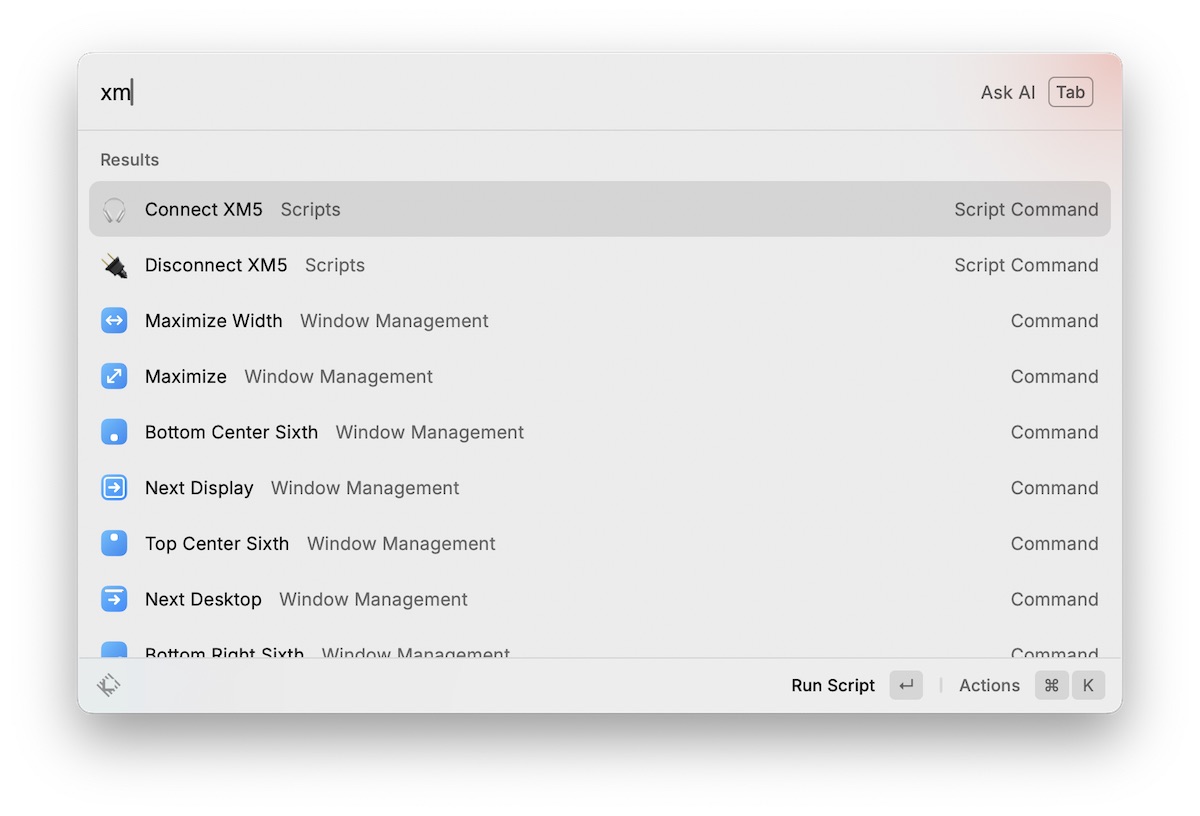 xm Ask AI Tab
Results
Connect XM5 Scripts Script Command
Disconnect XM5 Scripts Script Command
Maximize Width Window Management Command
Maximize Window Management Command
Bottom Center Sixth Window Management Command
Next Display Window Management Command
Top Center Sixth Window Management Command
Next Desktop Window Management Command
Bottom Right Sixth Window Management Command
Run Script ↵ Actions ⌘ K